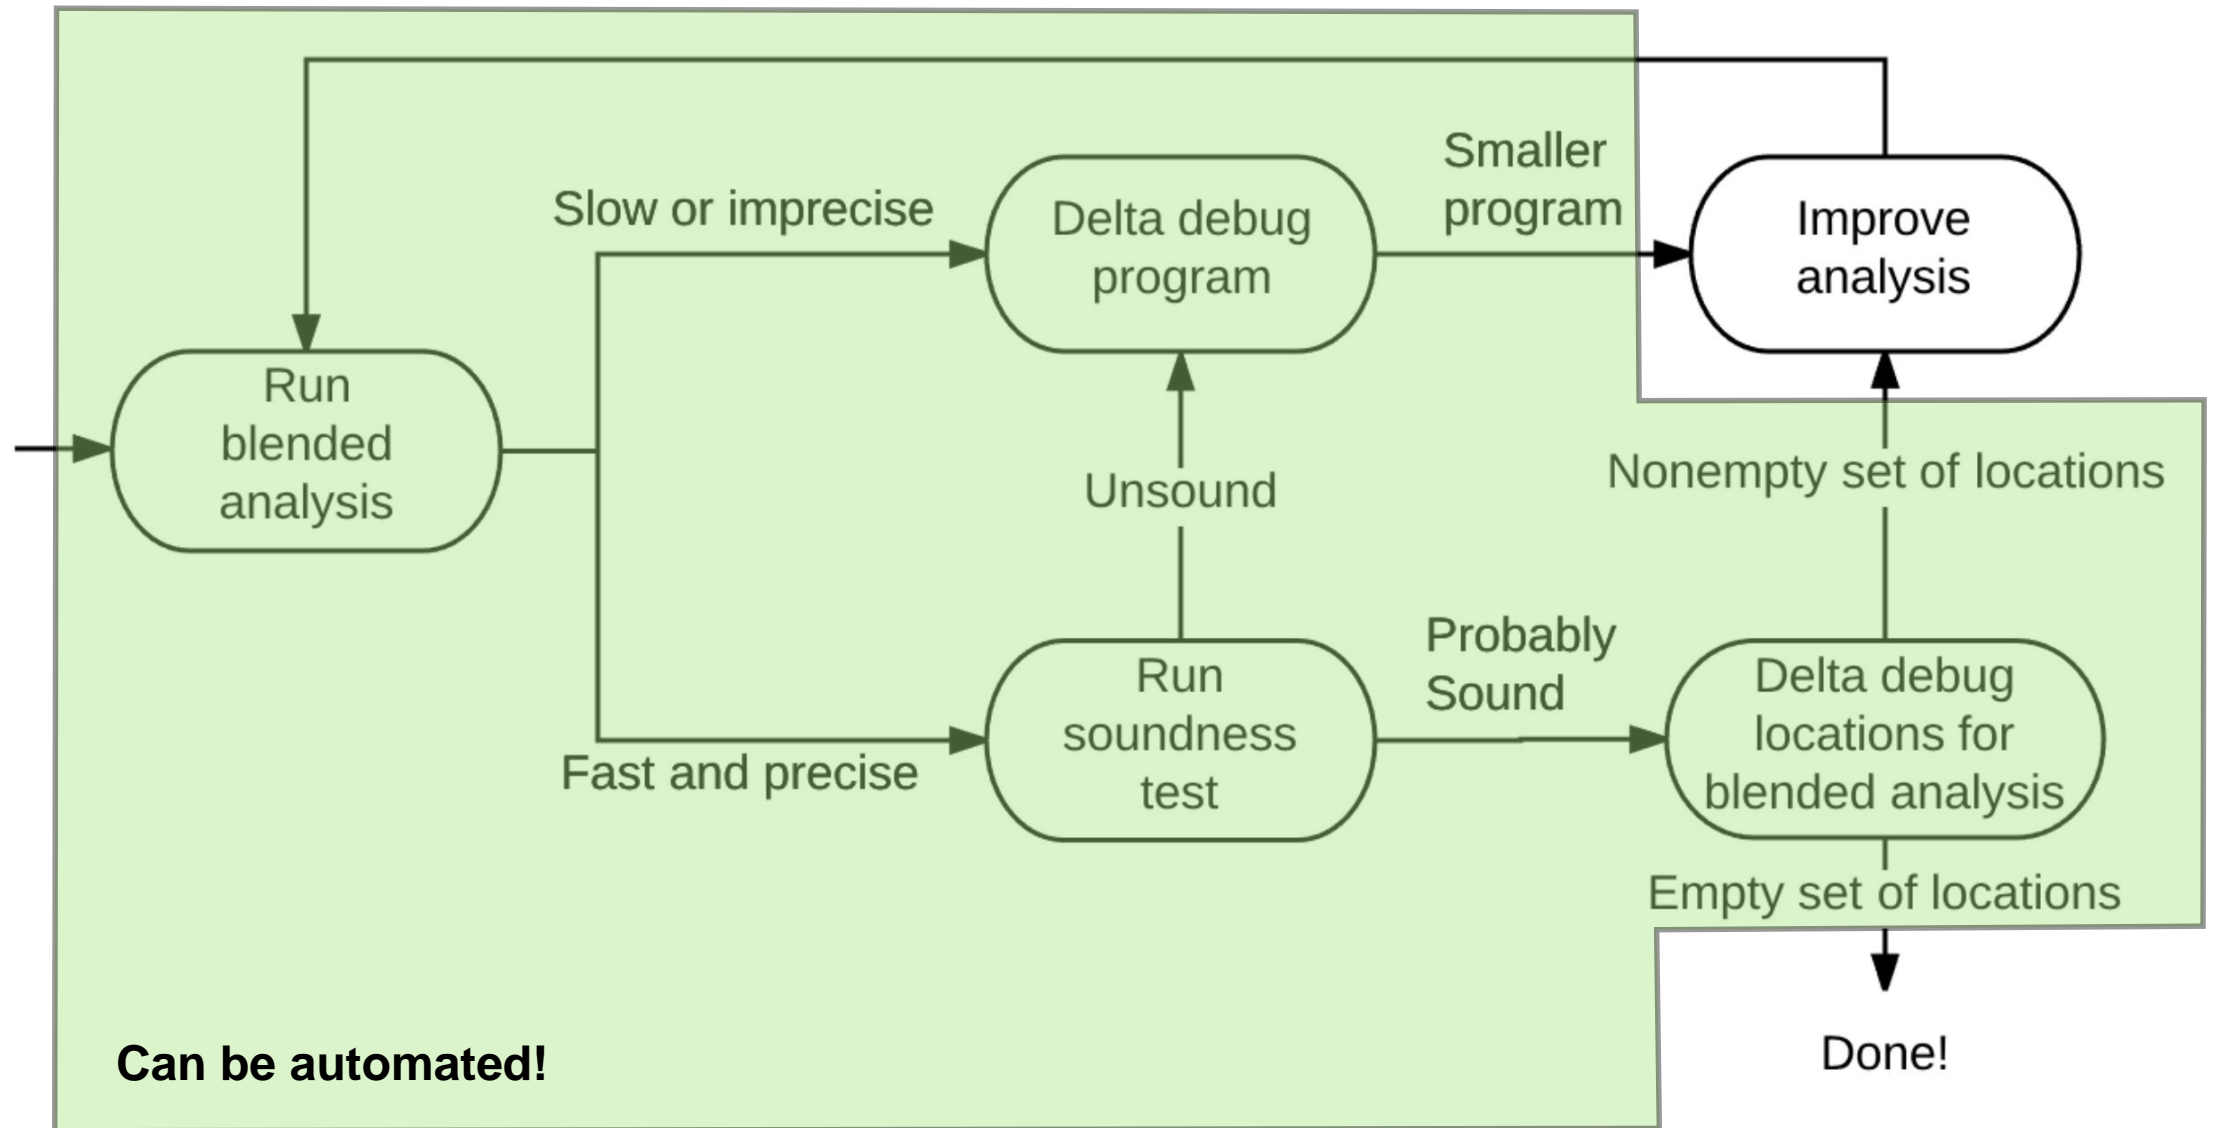 Smaller
program
Slow or imprecise
Delta debug
program
Improve
analysis
Run
blended
analysis
Unsound
Nonempty set of locations
Probably
Sound
Run
soundness
test
Delta debug
locations for
blended analysis
Fast and precise
Empty set of locations
Can be automated!
Done!